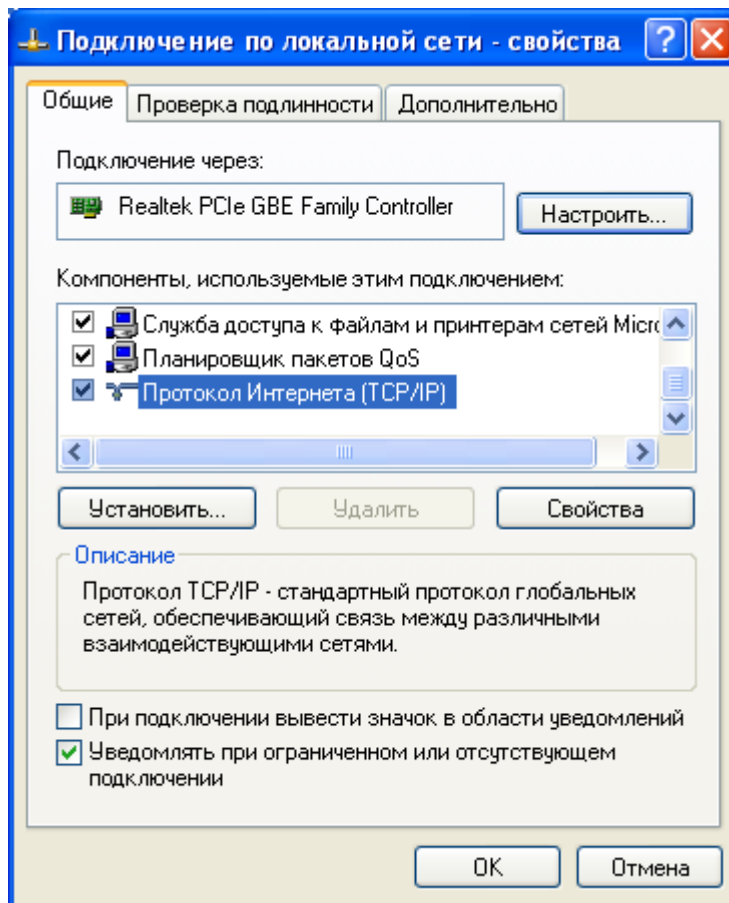 Подключение по локальной сети - свойства
Общие
Проверка подлинности
Дополнительно
Подключение через:
Realtek PCIe GBE Family Controller
Настроить...
Компоненты, используемые этим подключением:
Служба доступа к файлам и принтерам сетей Micro
Планировщик пакетов QoS
Протокол Интернета (TCP/IP)
Установить...
Удалить
Свойства
Описание
Протокол TCP/IP - стандартный протокол глобальных
сетей, обеспечивающий связь между различными
взаимодействующими сетями.
При подключении вывести значок в области уведомлений
Уведомлять при ограниченном или отсутствующем
подключении
OK
Отмена